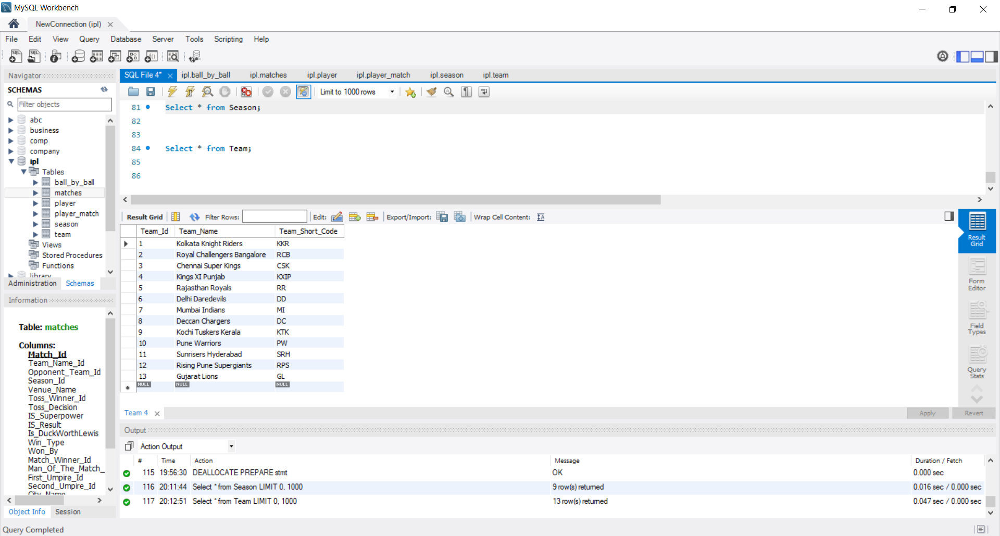 MySQL Workbench
NewConnection (ipl)
File Edit View Query Database Server Tools Scripting Help
Navigator
SCHEMAS
Filter objects
abc
business
comp
company
ipl
Tables
ball_by_ball
matches
player
player_match
season
team
Views
Stored Procedures
Functions
library
Administration Schemas
Information
Table: matches
Columns:
Match_Id
Team_Name_Id
Opponent_Team_Id
Season_Id
Venue_Name
Toss_Winner_Id
Toss_Decision
IS_Superpower
IS_Result
Is_DuckWorthLewis
Win_Type
Won_By
Match_Winner_Id
Man_Of_The_Match_
First_Umpire_Id
Second_Umpire_Id
City_Name
Object Info Session
SQL File 4* ipl.ball_by_ball ipl.matches ipl.player ipl.player_match ipl.season ipl.team
Limit to 1000 rows
81 Select * from Season;
82
83
84 Select * from Team;
85
86
Result Grid Filter Rows: Edit: Export/Import: Wrap Cell Content:
Team_Id Team_Name Team_Short_Code
1 Kolkata Knight Riders KKR
2 Royal Challengers Bangalore RCB
3 Chennai Super Kings CSK
4 Kings XI Punjab KXIP
5 Rajasthan Royals RR
6 Delhi Daredevils DD
7 Mumbai Indians MI
8 Deccan Chargers DC
9 Kochi Tuskers Kerala KTK
10 Pune Warriors PW
11 Sunrisers Hyderabad SRH
12 Rising Pune Supergiants RPS
13 Gujarat Lions GL
NULL NULL NULL
Result
Grid
Form
Editor
Field
Types
Query
Stats
Team 4
Apply Revert
Output
Action Output
# Time Action Message Duration / Fetch
115 19:56:30 DEALLOCATE PREPARE stmt OK 0.000 sec
116 20:11:44 Select * from Season LIMIT 0, 1000 9 row(s) returned 0.016 sec / 0.000 sec
117 20:12:51 Select * from Team LIMIT 0, 1000 13 row(s) returned 0.047 sec / 0.000 sec
Query Completed